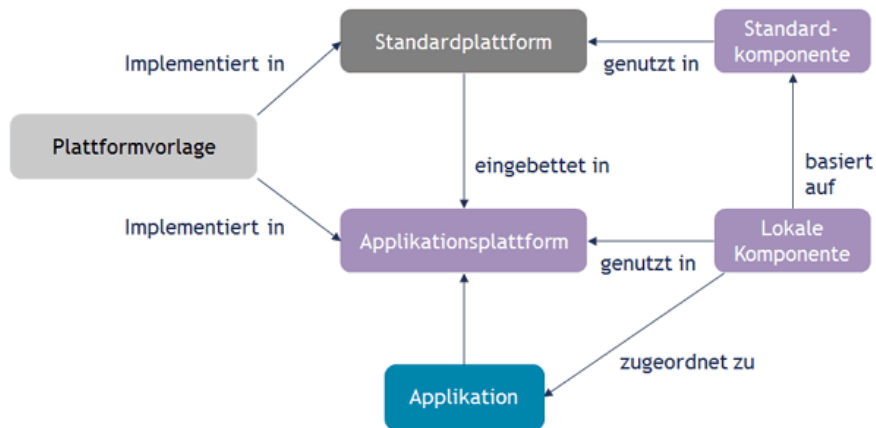 Standardplattform
Standard-
komponente
Implementiert in
genutzt in
Plattformvorlage
eingebettet in
basiert
auf
Implementiert in
Applikationsplattform
genutzt in
Lokale
Komponente
zugeordnet zu
Applikation